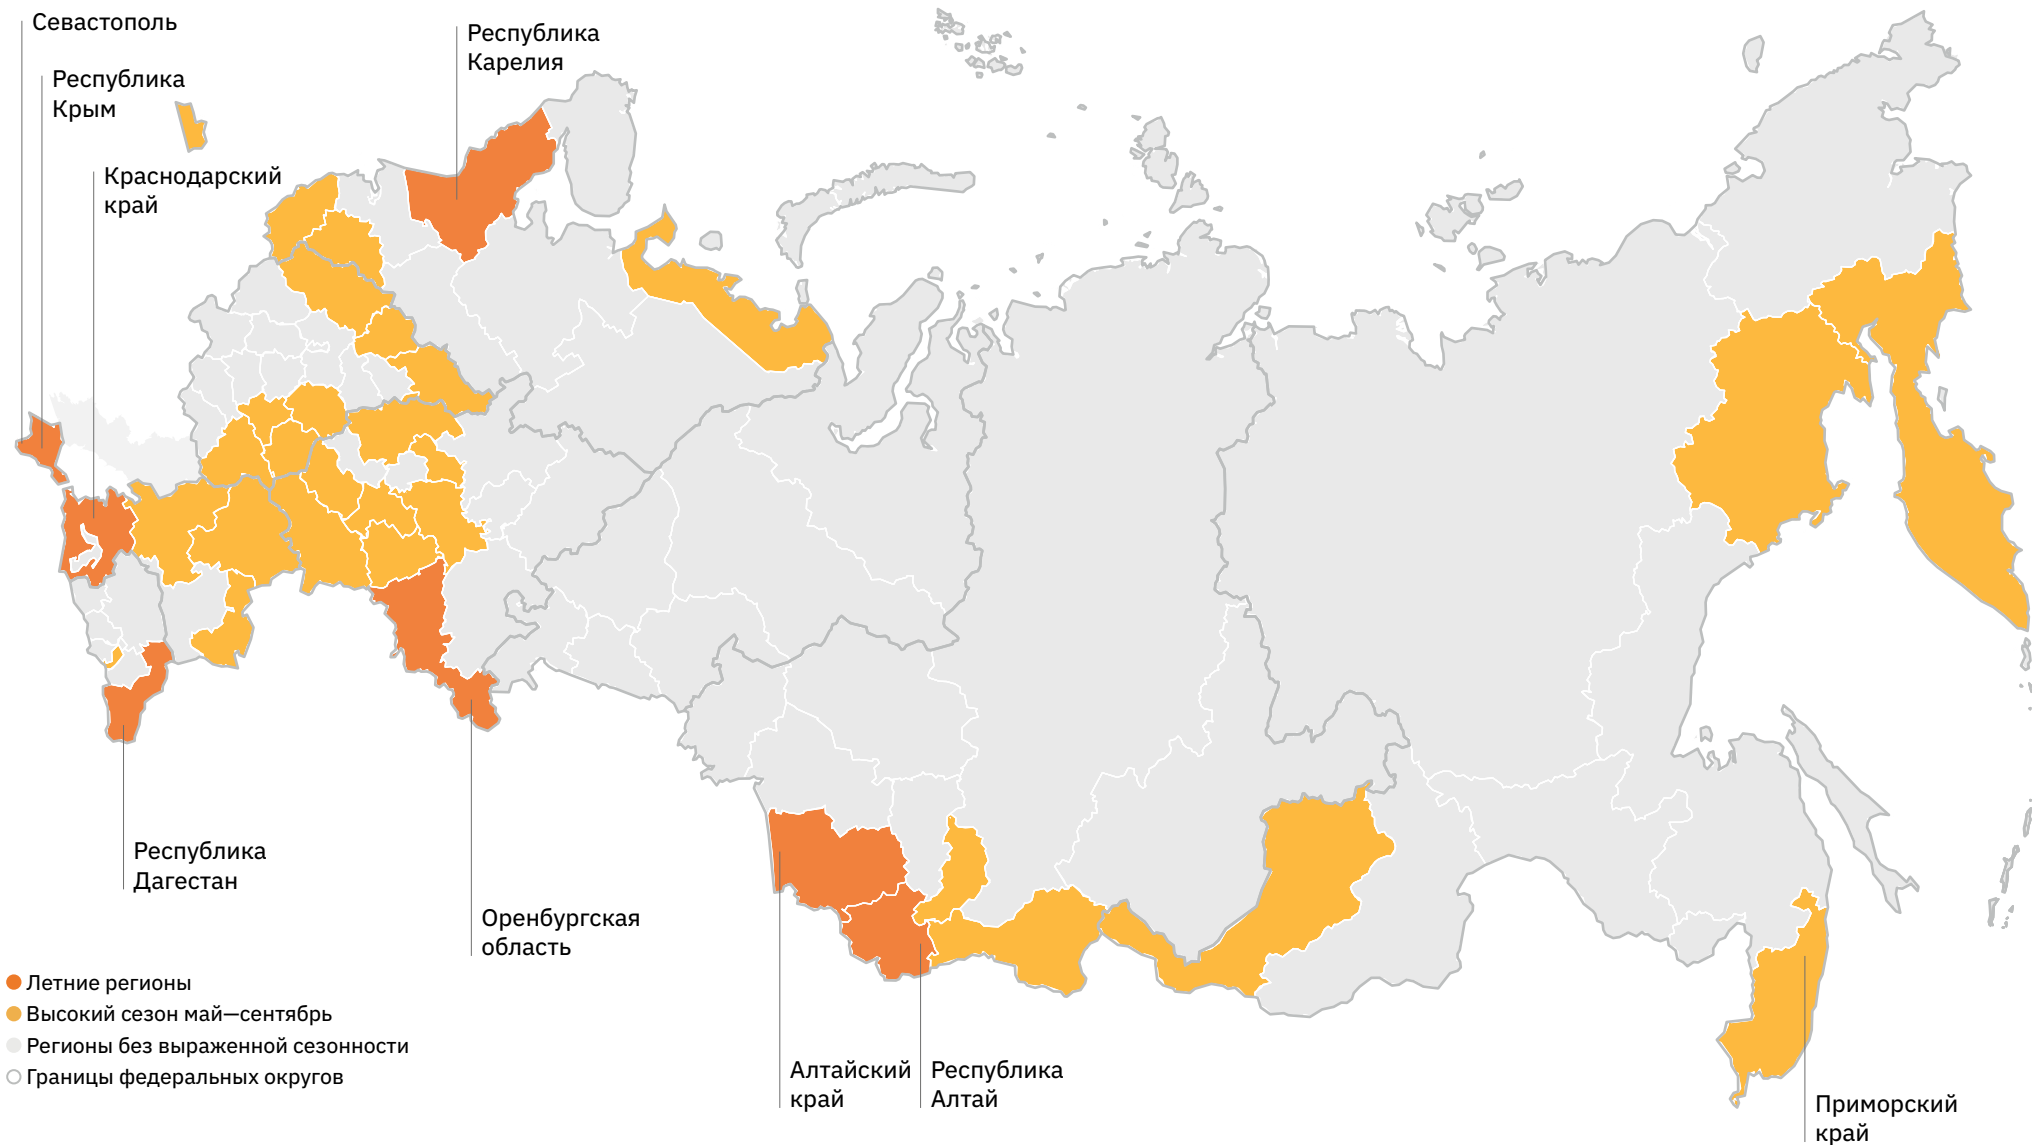 Севастополь
Республика
Крым
Краснодарский
край
Республика
Карелия
Республика
Дагестан
Оренбургская
область
Алтайский
край
Республика
Алтай
Приморский
край
Летние регионы
Высокий сезон май—сентябрь
Регионы без выраженной сезонности
Границы федеральных округов